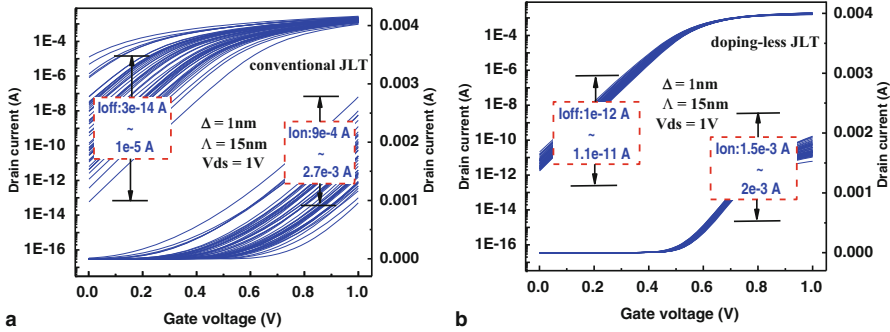 1E-4
1E-6
1E-8
1E-10
1E-12
1E-14
1E-16
Drain current (A)
0.0
0.2
0.4
0.6
0.8
1.0
Gate voltage (V)
0.004
0.003
0.002
0.001
0.000
Drain current (A)
conventional JLT
Ioff:3e-14 A
~
1e-5 A
Δ = 1nm
Λ = 15nm
Vds = 1V
Ion:9e-4 A
~
2.7e-3 A
a
1E-4
1E-6
1E-8
1E-10
1E-12
1E-14
1E-16
Drain current (A)
0.0
0.2
0.4
0.6
0.8
1.0
Gate voltage (V)
0.004
0.003
0.002
0.001
0.000
Drain current (A)
doping-less JLT
Ioff:1e-12 A
~
1.1e-11 A
Δ = 1nm
Λ = 15nm
Vds = 1V
Ion:1.5e-3 A
~
2e-3 A
b